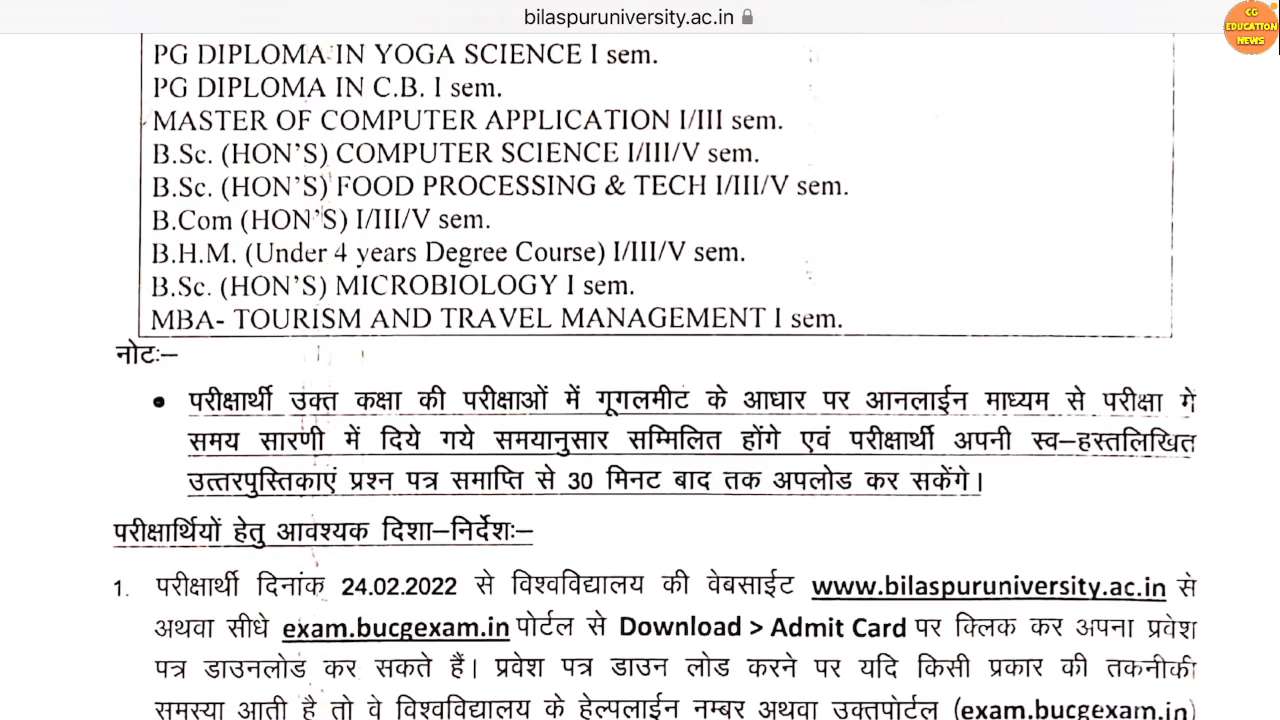 bilaspuruniversity.ac.in
CG
EDUCATION
NEWS
PG DIPLOMA IN YOGA SCIENCE I sem.
PG DIPLOMA IN C.B. I sem.
MASTER OF COMPUTER APPLICATION I/III sem.
B.Sc. (HON'S) COMPUTER SCIENCE I/III/V sem.
B.Sc. (HON'S) FOOD PROCESSING & TECH I/III/V sem.
B.Com (HON'S) I/III/V sem.
B.H.M. (Under 4 years Degree Course) I/III/V sem.
B.Sc. (HON'S) MICROBIOLOGY I sem.
MBA- TOURISM AND TRAVEL MANAGEMENT I sem.
नोटः–
• परीक्षार्थी उक्त कक्षा की परीक्षाओं में गूगलमीट के आधार पर आनलाईन माध्यम से परीक्षा में
समय सारणी में दिये गये समयानुसार सम्मिलित होंगे एवं परीक्षार्थी अपनी स्व–हस्तलिखित
उत्तरपुस्तिकाएं प्रश्न पत्र समाप्ति से 30 मिनट बाद तक अपलोड कर सकेंगे।
परीक्षार्थियों हेतु आवश्यक दिशा–निर्देशः–
1. परीक्षार्थी दिनांक 24.02.2022 से विश्वविद्यालय की वेबसाईट www.bilaspuruniversity.ac.in से
अथवा सीधे exam.bucgexam.in पोर्टल से Download > Admit Card पर क्लिक कर अपना प्रवेश
पत्र डाउनलोड कर सकते हैं। प्रवेश पत्र डाउन लोड करने पर यदि किसी प्रकार की तकनीकी
समस्या आती है तो वे विश्वविद्यालय के हेल्पलाईन नम्बर अथवा उक्तपोर्टल (exam.bucgexam.in)